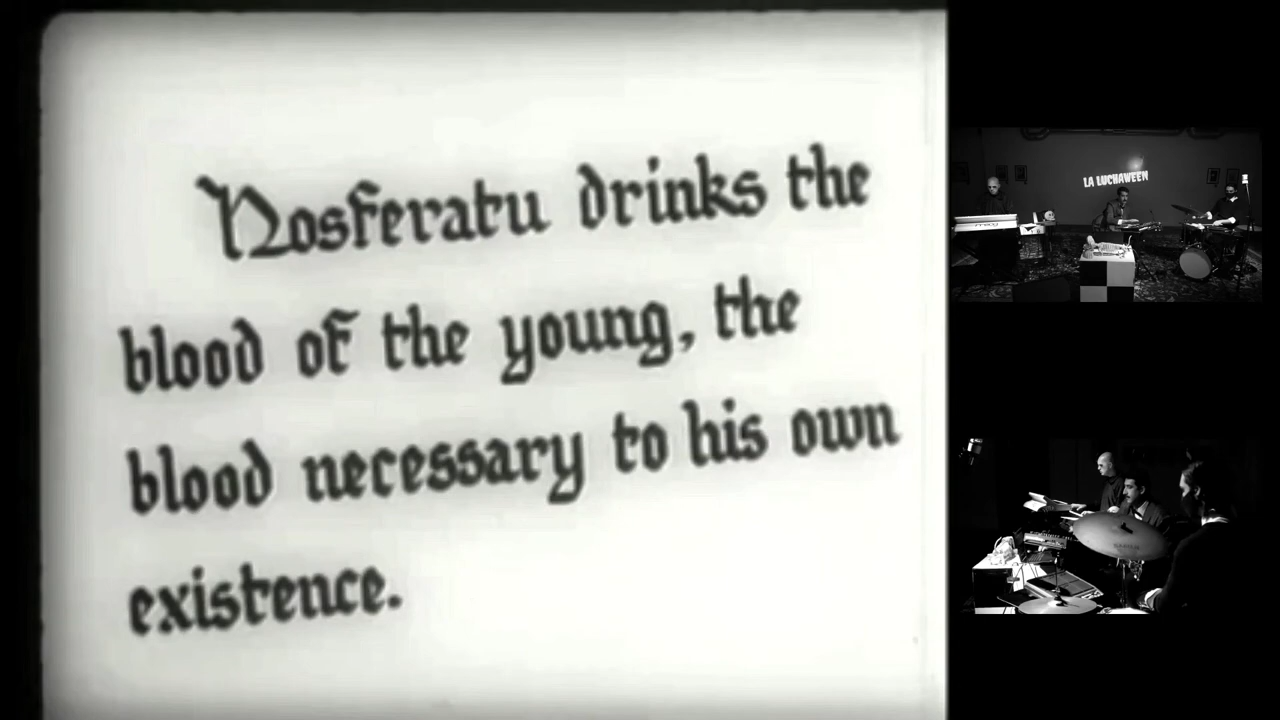 Nosferatu drinks the
blood of the young, the
blood necessary to his own
existence.
LA LUCHAWEEN